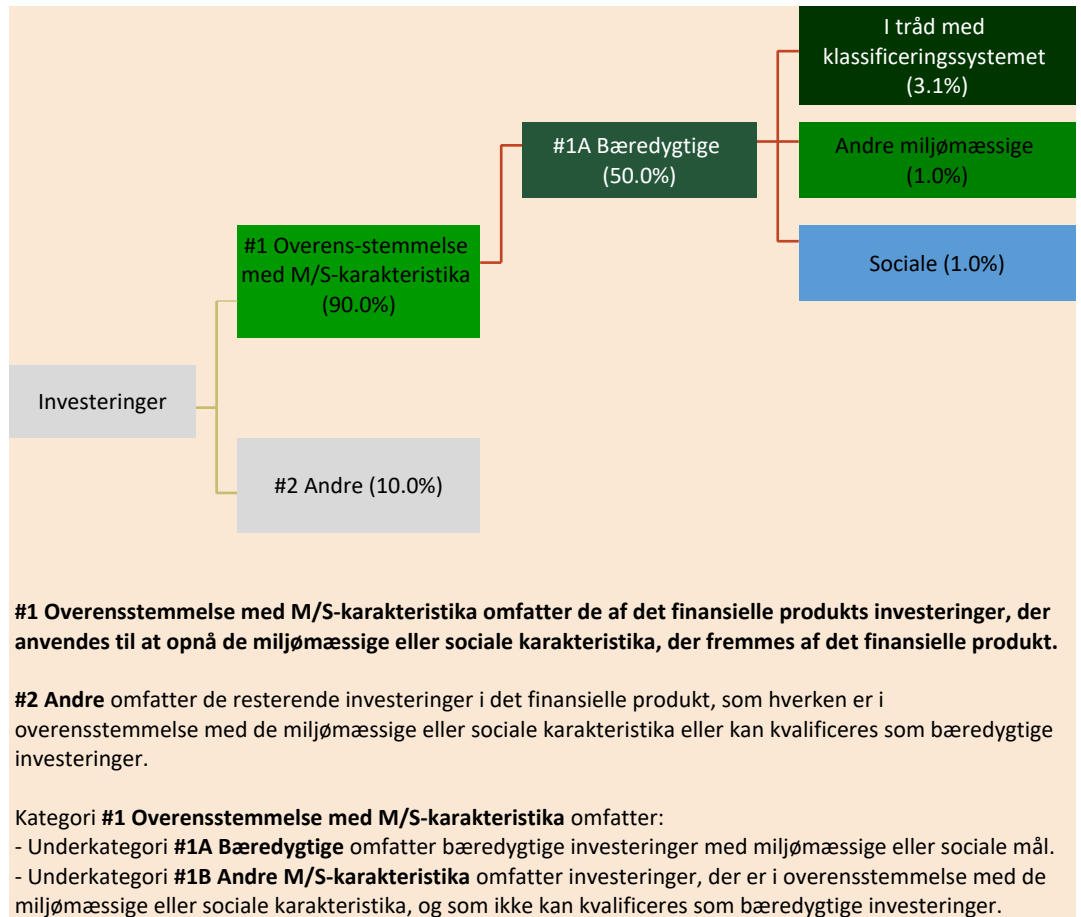 I tråd med
klassificeringssystemet
(3.1%)
#1A Bæredygtige
(50.0%)
Andre miljømæssige
(1.0%)
#1 Overens-stemmelse
med M/S-karakteristika
(90.0%)
Sociale (1.0%)
Investeringer
#2 Andre (10.0%)
#1 Overensstemmelse med M/S-karakteristika omfatter de af det finansielle produkts investeringer, der
anvendes til at opnå de miljømæssige eller sociale karakteristika, der fremmes af det finansielle produkt.
#2 Andre omfatter de resterende investeringer i det finansielle produkt, som hverken er i
overensstemmelse med de miljømæssige eller sociale karakteristika eller kan kvalificeres som bæredygtige
investeringer.
Kategori #1 Overensstemmelse med M/S-karakteristika omfatter:
- Underkategori #1A Bæredygtige omfatter bæredygtige investeringer med miljømæssige eller sociale mål.
- Underkategori #1B Andre M/S-karakteristika omfatter investeringer, der er i overensstemmelse med de
miljømæssige eller sociale karakteristika, og som ikke kan kvalificeres som bæredygtige investeringer.